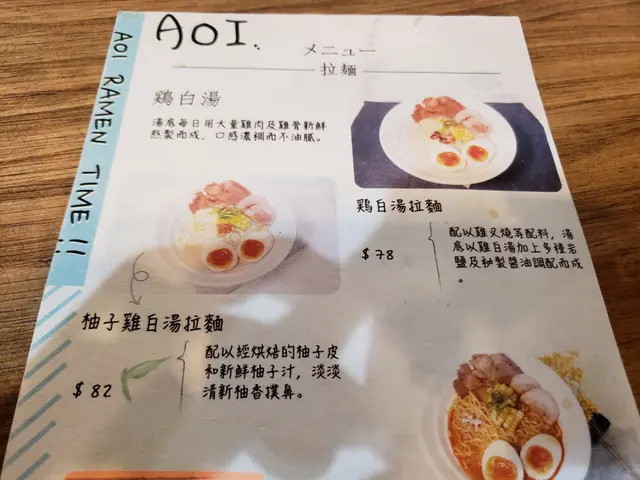 AOI.
メニュー
拉麵
AOI RAMEN TIME !!
鶏白湯
湯底每日用大量雞肉及雞骨新鮮
熬製而成，口感濃稠而不油膩。
鶏白湯拉麵
$ 78
配以雞叉燒等配料，湯
底以雞白湯加上多種岩
鹽及祕製醬油調配而成
。
柚子雞白湯拉麵
$ 82
配以經烘焙的柚子皮
和新鮮柚子汁，淡淡
清新柚香撲鼻。